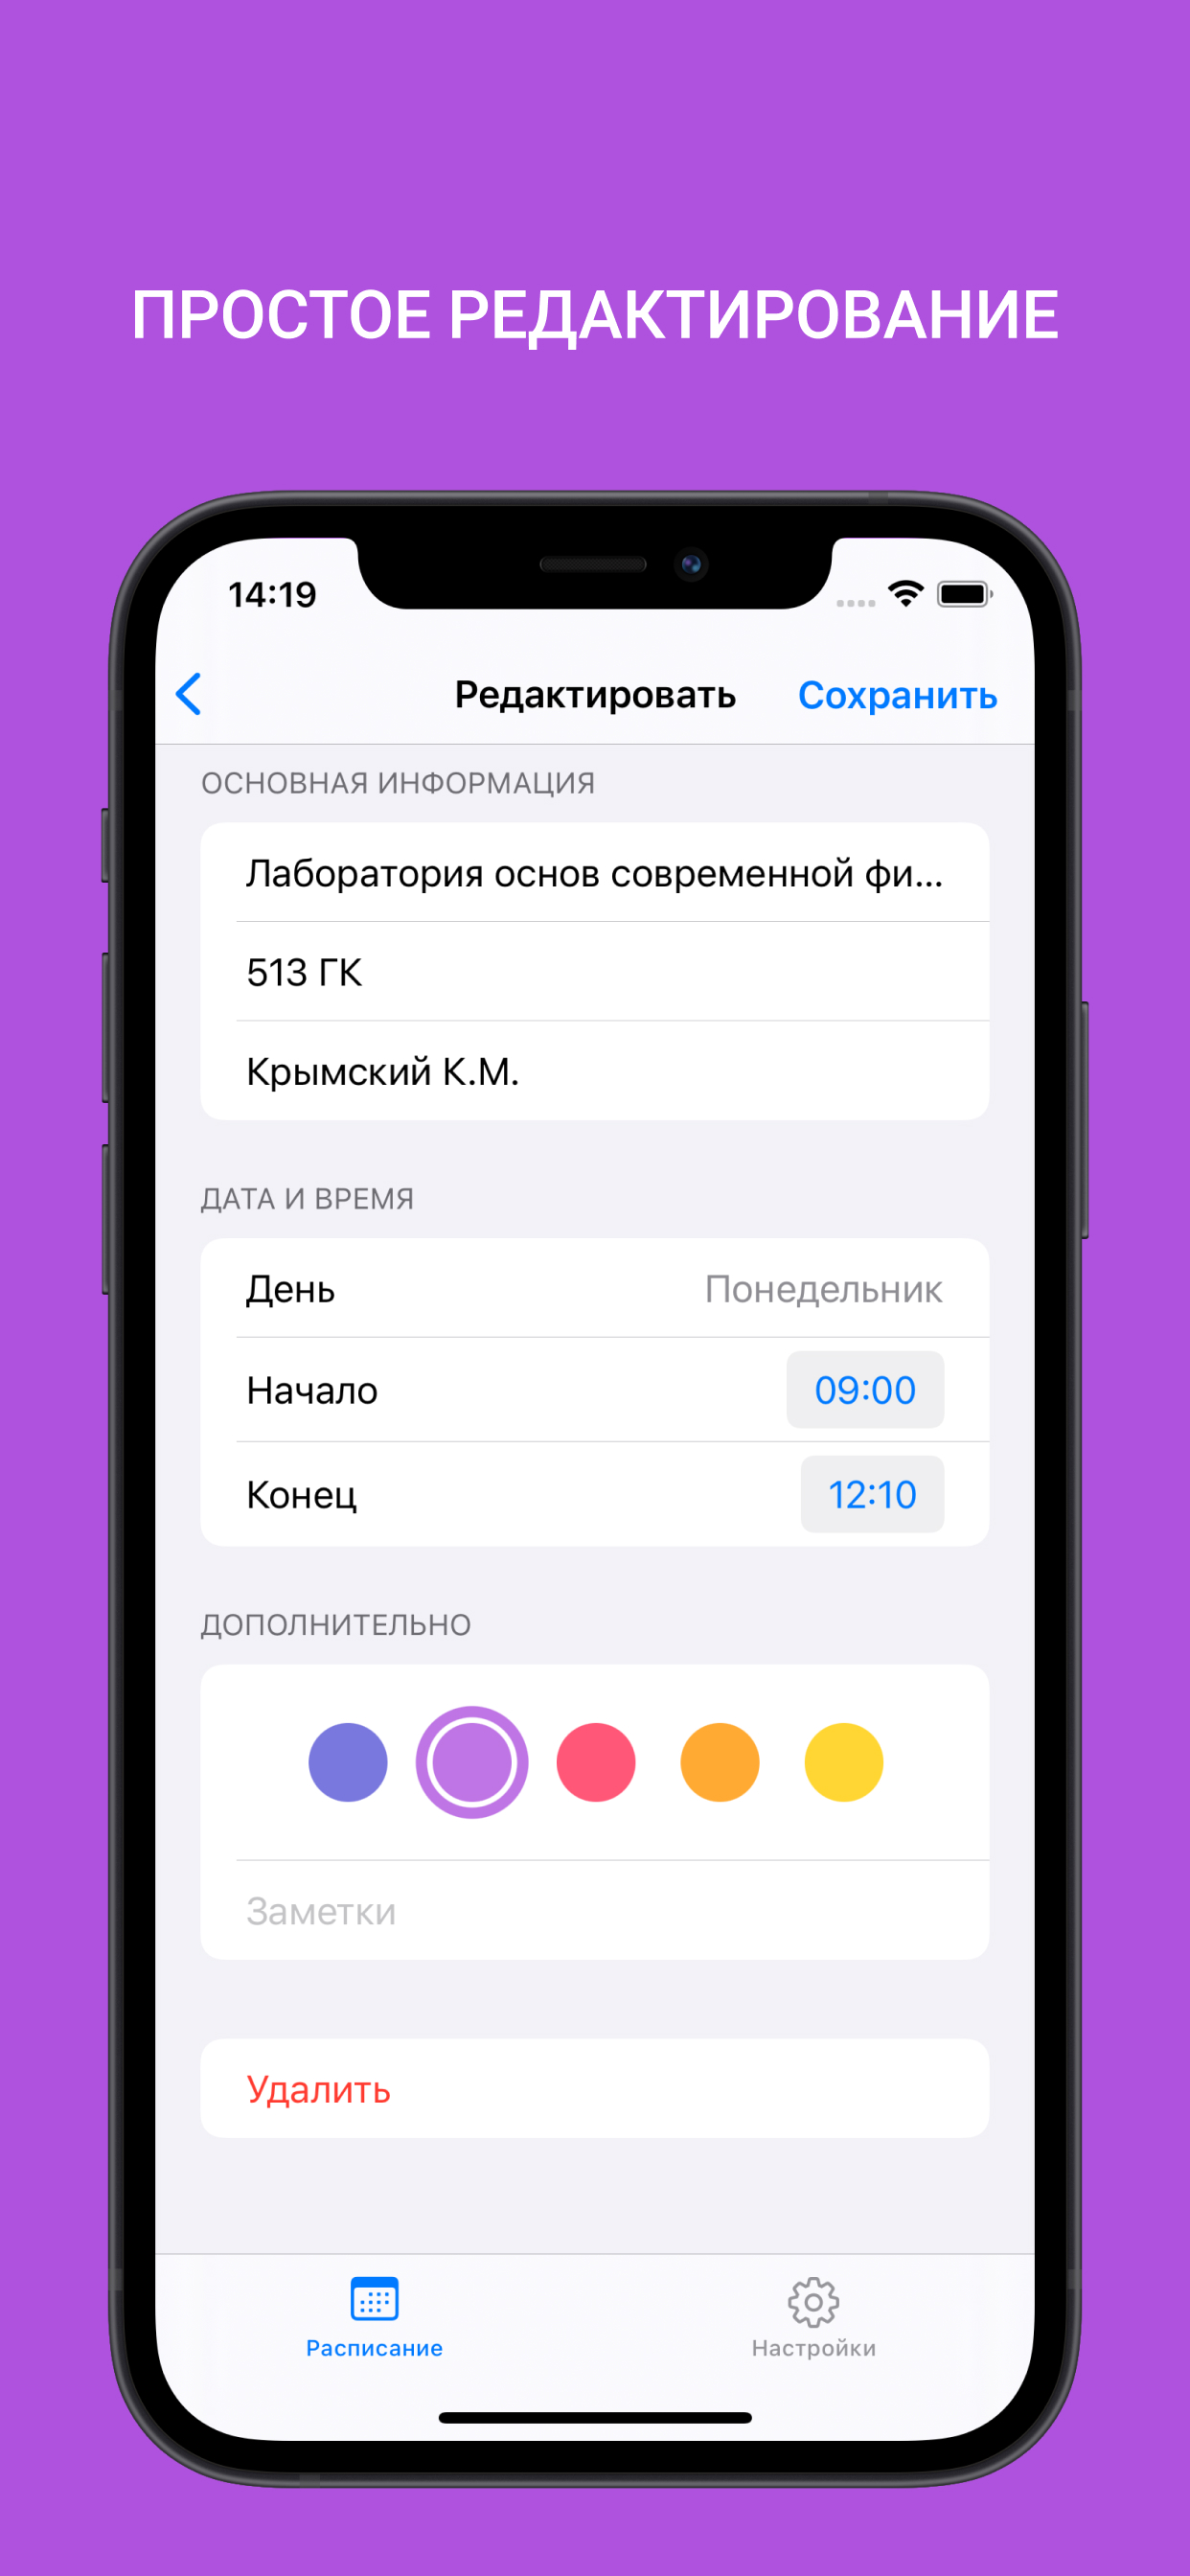 ПРОСТОЕ РЕДАКТИРОВАНИЕ
14:19
Редактировать
Сохранить
ОСНОВНАЯ ИНФОРМАЦИЯ
Лаборатория основ современной фи...
513 ГК
Крымский К.М.
ДАТА И ВРЕМЯ
День
Понедельник
Начало
09:00
Конец
12:10
ДОПОЛНИТЕЛЬНО
Заметки
Удалить
Расписание
Настройки